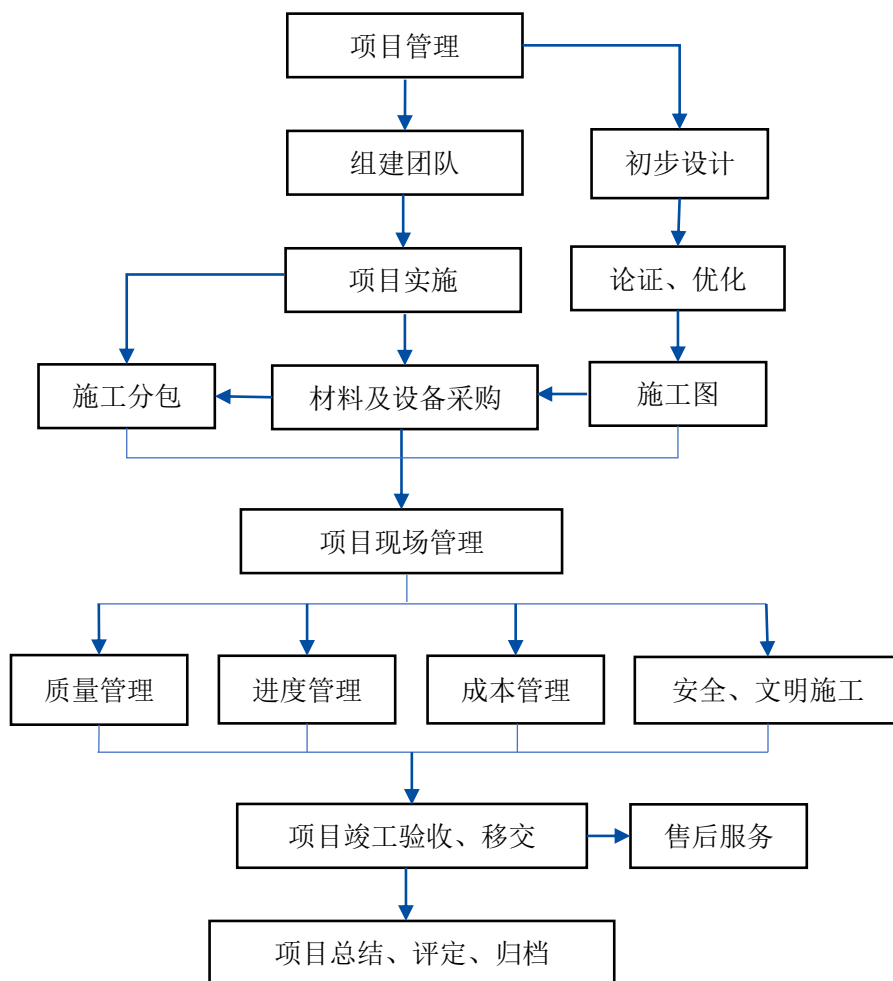 项目管理
组建团队
初步设计
项目实施
论证、优化
施工分包
材料及设备采购
施工图
项目现场管理
质量管理
进度管理
成本管理
安全、文明施工
项目竣工验收、移交
售后服务
项目总结、评定、归档